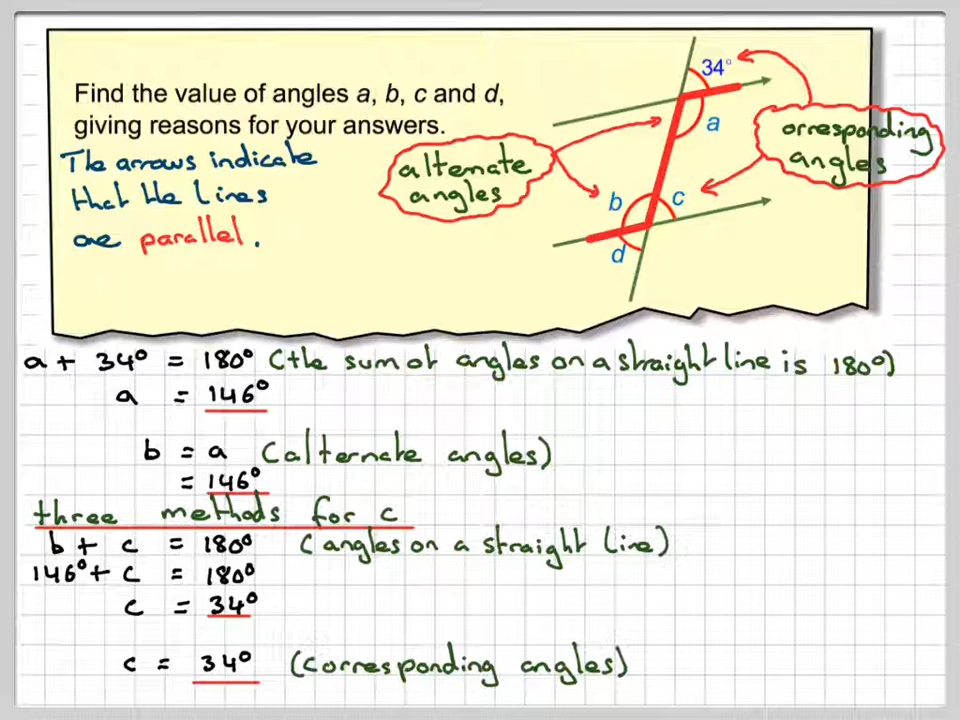 Find the value of angles a, b, c and d,
giving reasons for your answers.
The arrows indicate
that the lines
are parallel.
alternate
angles
34°
a
orresponding
angles
b
c
d
a + 34° = 180° (the sum of angles on a straight line is 180°)
a = 146°
b = a (alternate angles)
= 146°
three methods for c
b + c = 180° (angles on a straight line)
146° + c = 180°
c = 34°
c = 34° (corresponding angles)